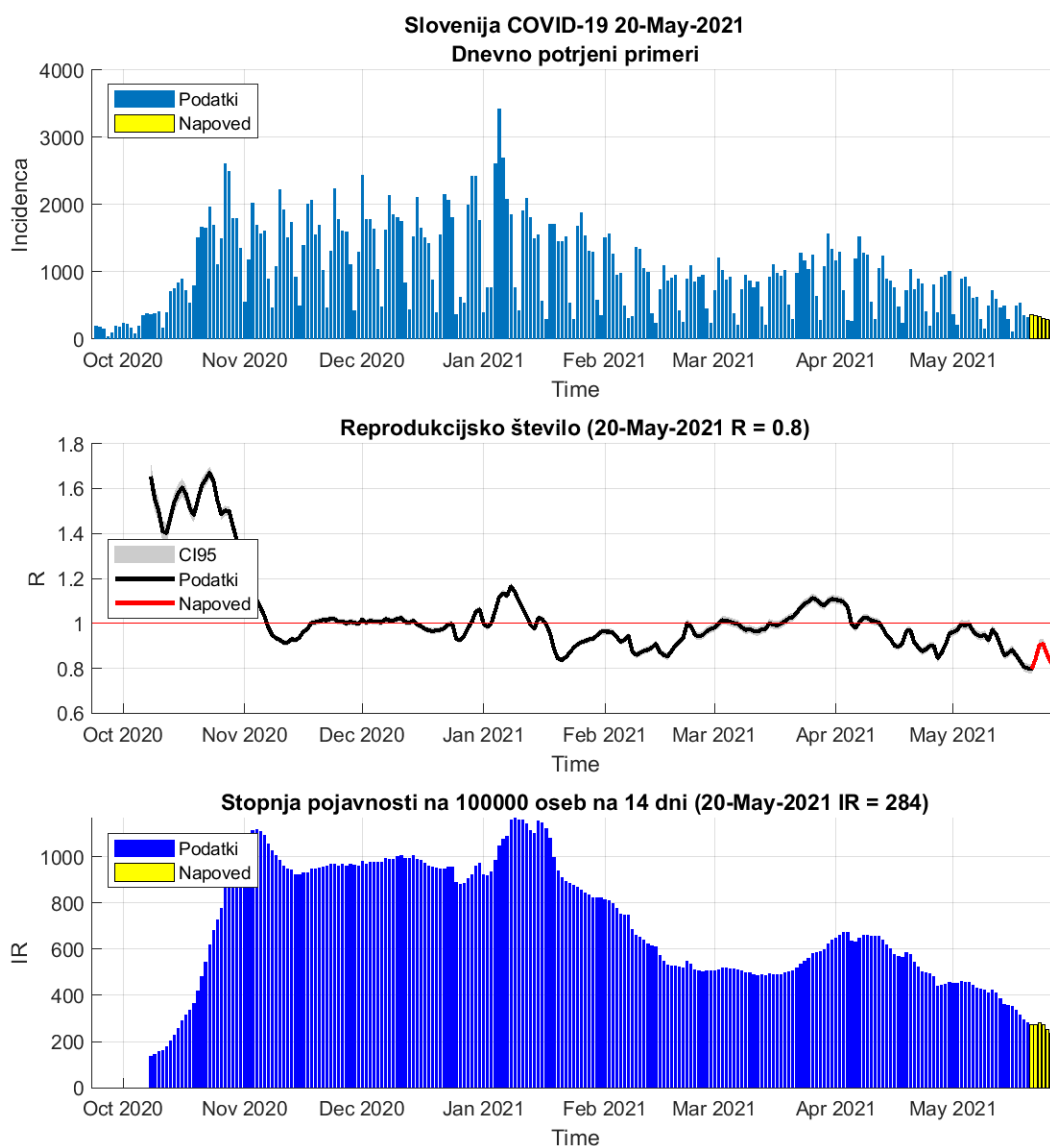 Slovenija COVID-19 20-May-2021
Dnevno potrjeni primeri
4000
3000
2000
1000
0
Incidenca
Podatki
Napoved
Oct 2020 Nov 2020 Dec 2020 Jan 2021 Feb 2021 Mar 2021 Apr 2021 May 2021
Time
Reprodukcijsko število (20-May-2021 R = 0.8)
1.8
1.6
1.4
1.2
1
0.8
0.6
R
CI95
Podatki
Napoved
Oct 2020 Nov 2020 Dec 2020 Jan 2021 Feb 2021 Mar 2021 Apr 2021 May 2021
Time
Stopnja pojavnosti na 100000 oseb na 14 dni (20-May-2021 IR = 284)
1000
800
600
400
200
0
IR
Podatki
Napoved
Oct 2020 Nov 2020 Dec 2020 Jan 2021 Feb 2021 Mar 2021 Apr 2021 May 2021
Time